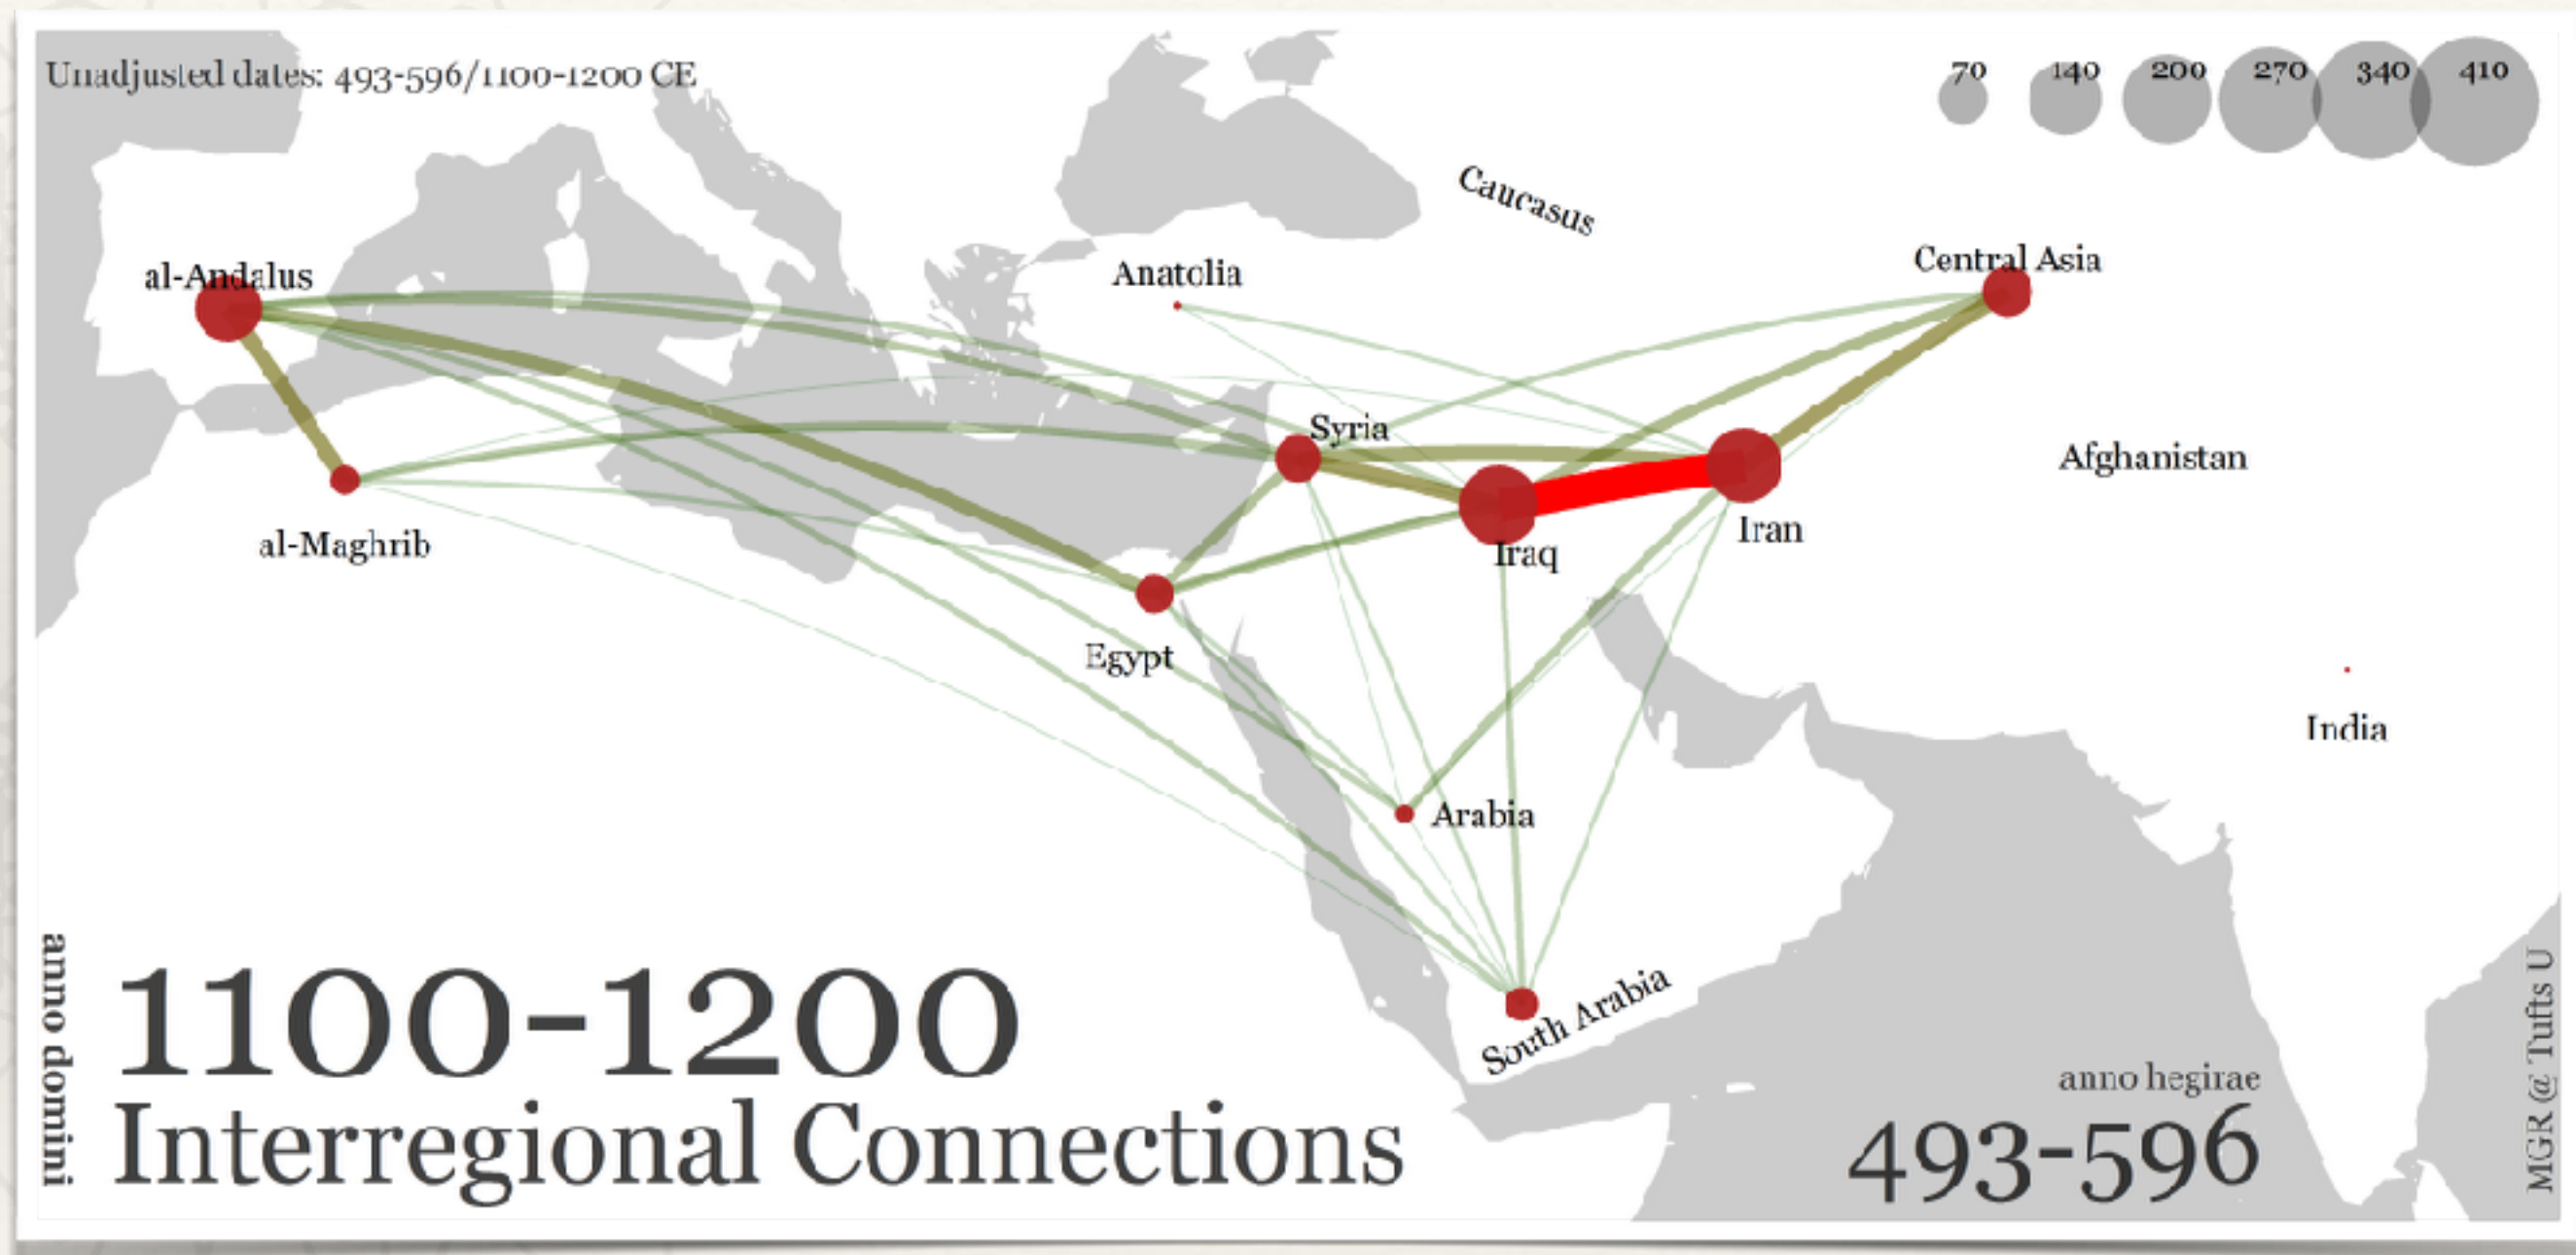 Unadjusted dates: 493-596/1100-1200 CE
70 140 200 270 340 410
Caucasus
al-Andalus
Anatolia
Central Asia
Syria
Afghanistan
Iran
al-Maghrib
Iraq
Egypt
India
Arabia
South Arabia
anno domini
1100-1200
Interregional Connections
anno hegirae
493-596
MGR @ Tufts U